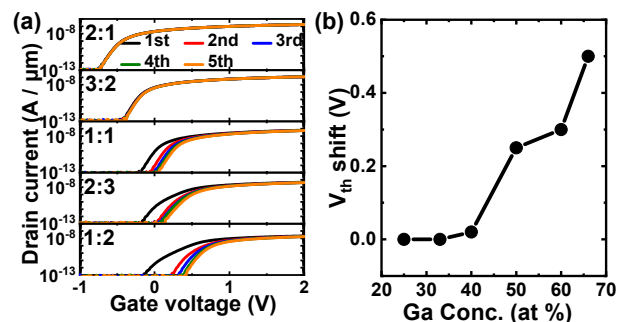 (a)
Drain current (A / μm)
10-8
10-13
2:1
1st 2nd 3rd
4th 5th
10-8
10-13
3:2
10-8
10-13
1:1
10-8
10-13
2:3
10-8
10-13
1:2
-1 0 1 2
Gate voltage (V)
(b)
Vth shift (V)
0.6
0.4
0.2
0.0
20 30 40 50 60 70
Ga Conc. (at %)